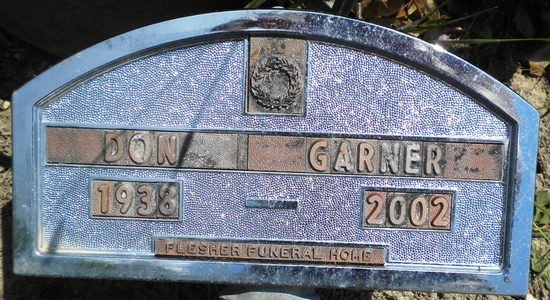 DON GARNER
1938 - 2002
FLESHER FUNERAL HOME